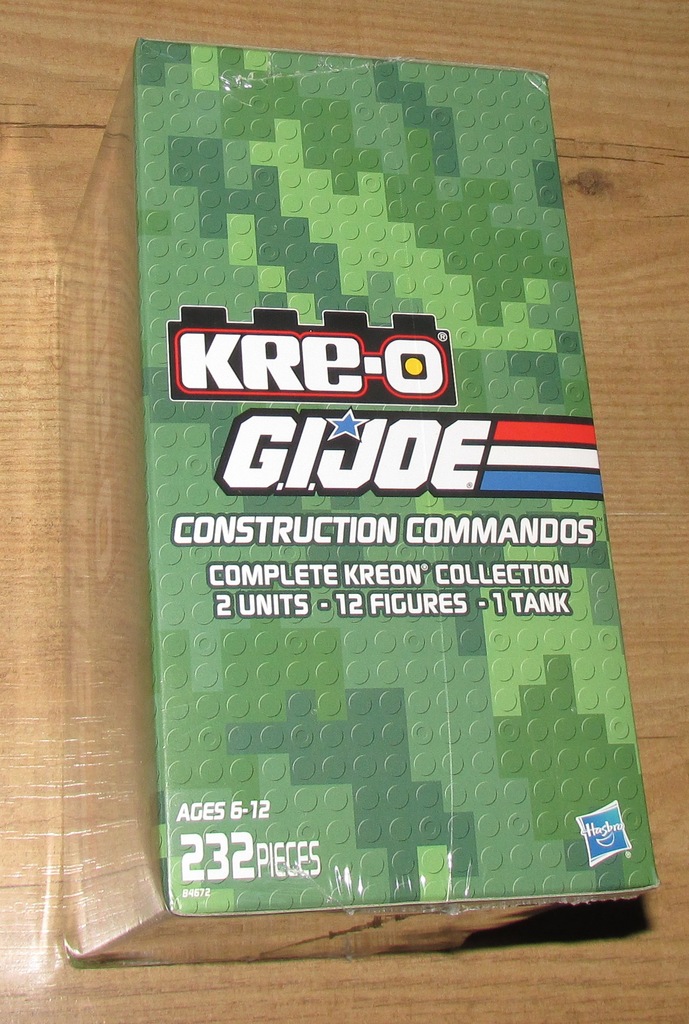 KRE-O®
G.I. JOE®
CONSTRUCTION COMMANDOS™
COMPLETE KREON® COLLECTION
2 UNITS - 12 FIGURES - 1 TANK
AGES 6-12
232 PIECES
B4672
Hasbro®